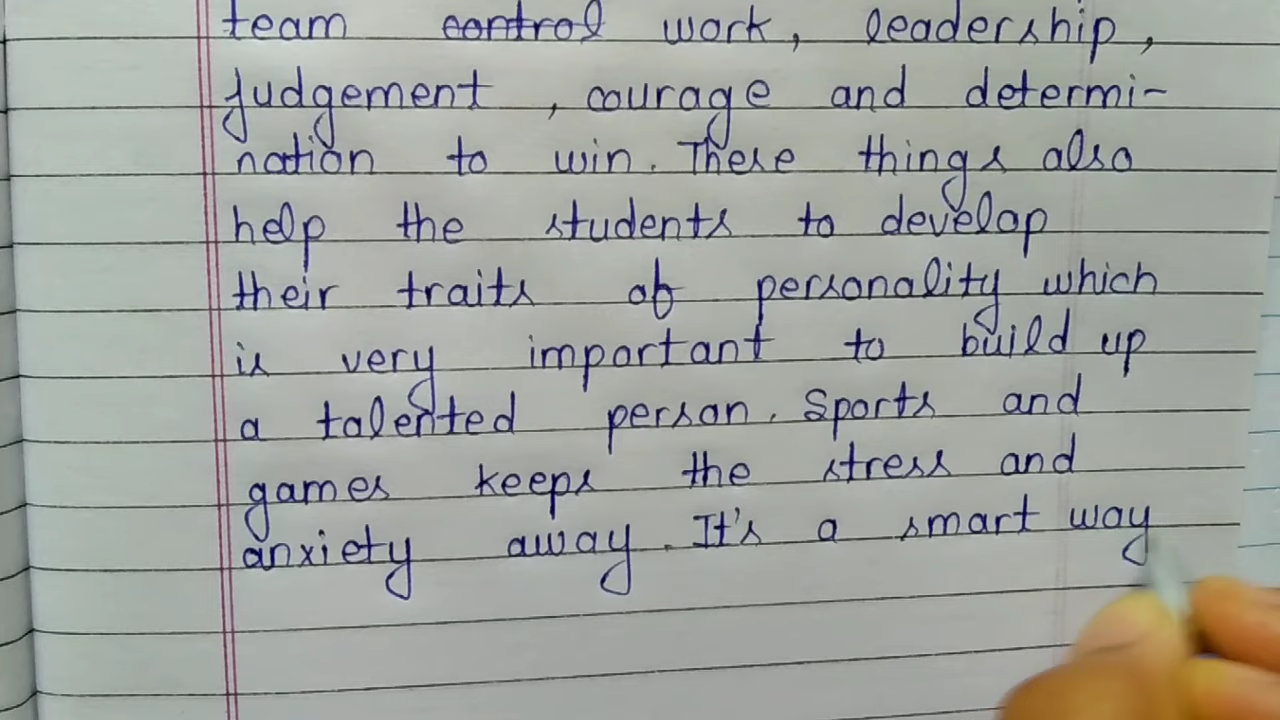 team control work, leadership,
judgement , courage and determi-
nation to win. These things also
help the students to develop
their traits of personality which
is very important to build up
a talented person. Sports and
games keeps the stress and
anxiety away. It's a smart way